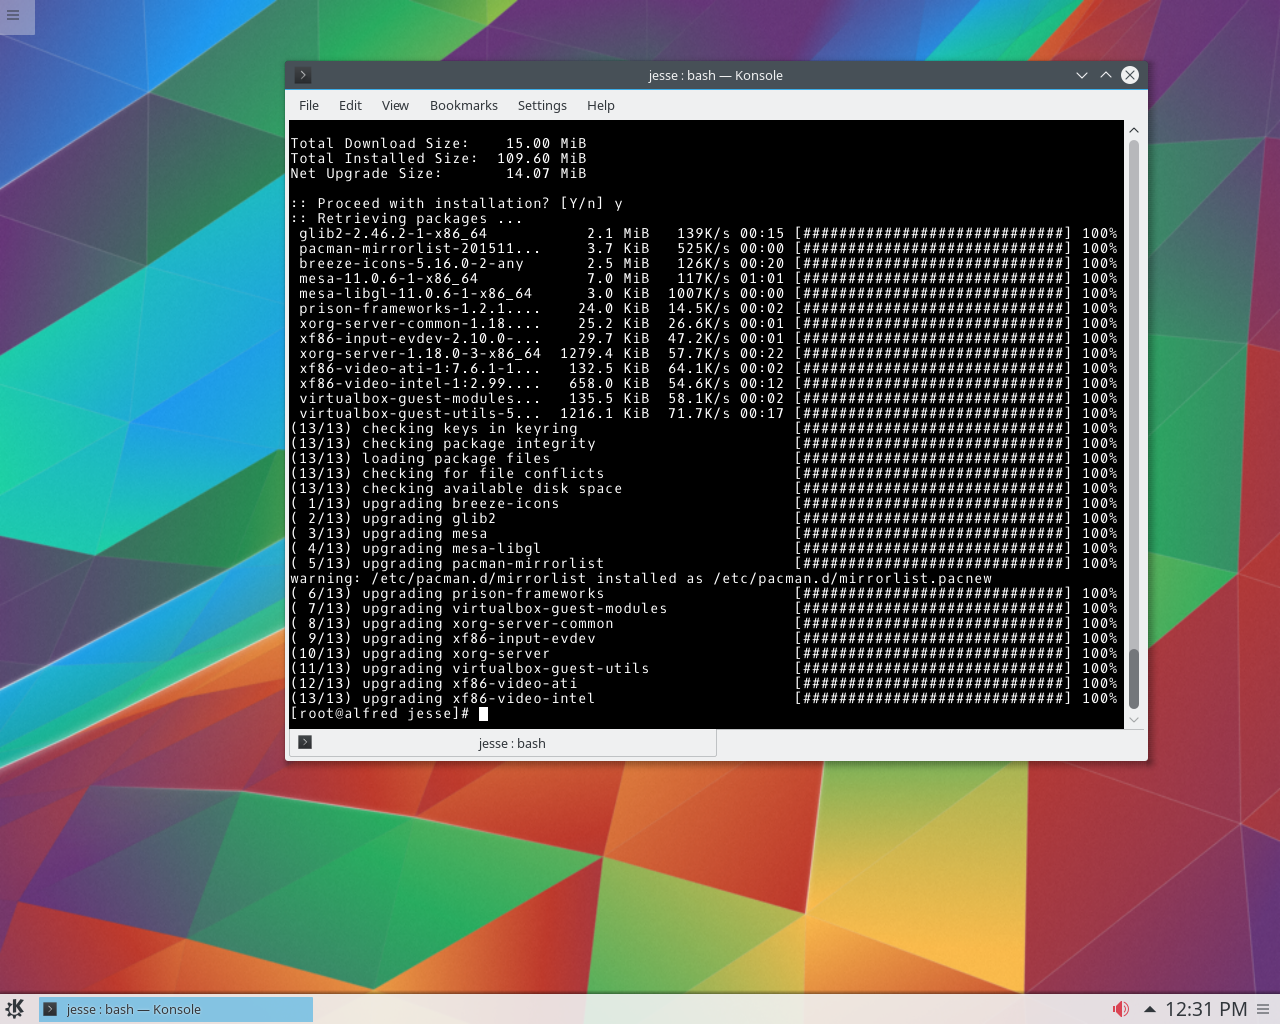 jesse : bash — Konsole
File Edit View Bookmarks Settings Help
Total Download Size:    15.00 MiB
Total Installed Size:  109.60 MiB
Net Upgrade Size:       14.07 MiB
:: Proceed with installation? [Y/n] y
:: Retrieving packages ...
 glib2-2.46.2-1-x86_64           2.1 MiB   139K/s 00:15 [#############################] 100%
 pacman-mirrorlist-201511...     3.7 KiB   525K/s 00:00 [#############################] 100%
 breeze-icons-5.16.0-2-any       2.5 MiB   126K/s 00:20 [#############################] 100%
 mesa-11.0.6-1-x86_64            7.0 MiB   117K/s 01:01 [#############################] 100%
 mesa-libgl-11.0.6-1-x86_64      3.0 KiB  1007K/s 00:00 [#############################] 100%
 prison-frameworks-1.2.1....    24.0 KiB  14.5K/s 00:02 [#############################] 100%
 xorg-server-common-1.18....    25.2 KiB  26.6K/s 00:01 [#############################] 100%
 xf86-input-evdev-2.10.0-...    29.7 KiB  47.2K/s 00:01 [#############################] 100%
 xorg-server-1.18.0-3-x86_64  1279.4 KiB  57.7K/s 00:22 [#############################] 100%
 xf86-video-ati-1:7.6.1-1...   132.5 KiB  64.1K/s 00:02 [#############################] 100%
 xf86-video-intel-1:2.99....   658.0 KiB  54.6K/s 00:12 [#############################] 100%
 virtualbox-guest-modules...   135.5 KiB  58.1K/s 00:02 [#############################] 100%
 virtualbox-guest-utils-5...  1216.1 KiB  71.7K/s 00:17 [#############################] 100%
(13/13) checking keys in keyring                        [#############################] 100%
(13/13) checking package integrity                      [#############################] 100%
(13/13) loading package files                           [#############################] 100%
(13/13) checking for file conflicts                     [#############################] 100%
(13/13) checking available disk space                   [#############################] 100%
( 1/13) upgrading breeze-icons                          [#############################] 100%
( 2/13) upgrading glib2                                 [#############################] 100%
( 3/13) upgrading mesa                                  [#############################] 100%
( 4/13) upgrading mesa-libgl                            [#############################] 100%
( 5/13) upgrading pacman-mirrorlist                     [#############################] 100%
warning: /etc/pacman.d/mirrorlist installed as /etc/pacman.d/mirrorlist.pacnew
( 6/13) upgrading prison-frameworks                     [#############################] 100%
( 7/13) upgrading virtualbox-guest-modules              [#############################] 100%
( 8/13) upgrading xorg-server-common                    [#############################] 100%
( 9/13) upgrading xf86-input-evdev                      [#############################] 100%
(10/13) upgrading xorg-server                           [#############################] 100%
(11/13) upgrading virtualbox-guest-utils                [#############################] 100%
(12/13) upgrading xf86-video-ati                        [#############################] 100%
(13/13) upgrading xf86-video-intel                      [#############################] 100%
[root@alfred jesse]#
jesse : bash
jesse : bash — Konsole
12:31 PM